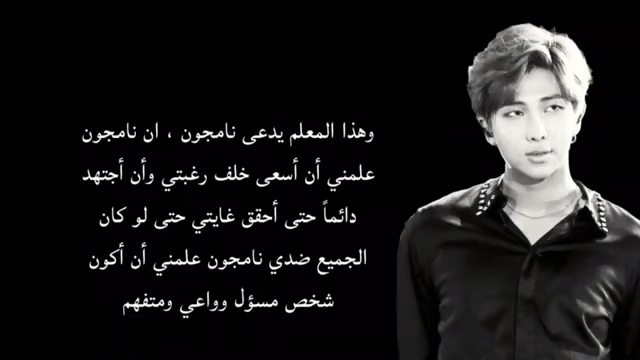 وهذا المعلم يدعى نامجون ، ان نامجون
علمني أن أسعى خلف رغبتي وأن أجتهد
دائماً حتى أحقق غايتي حتى لو كان
الجميع ضدي نامجون علمني أن أكون
شخص مسؤل وواعي ومتفهم